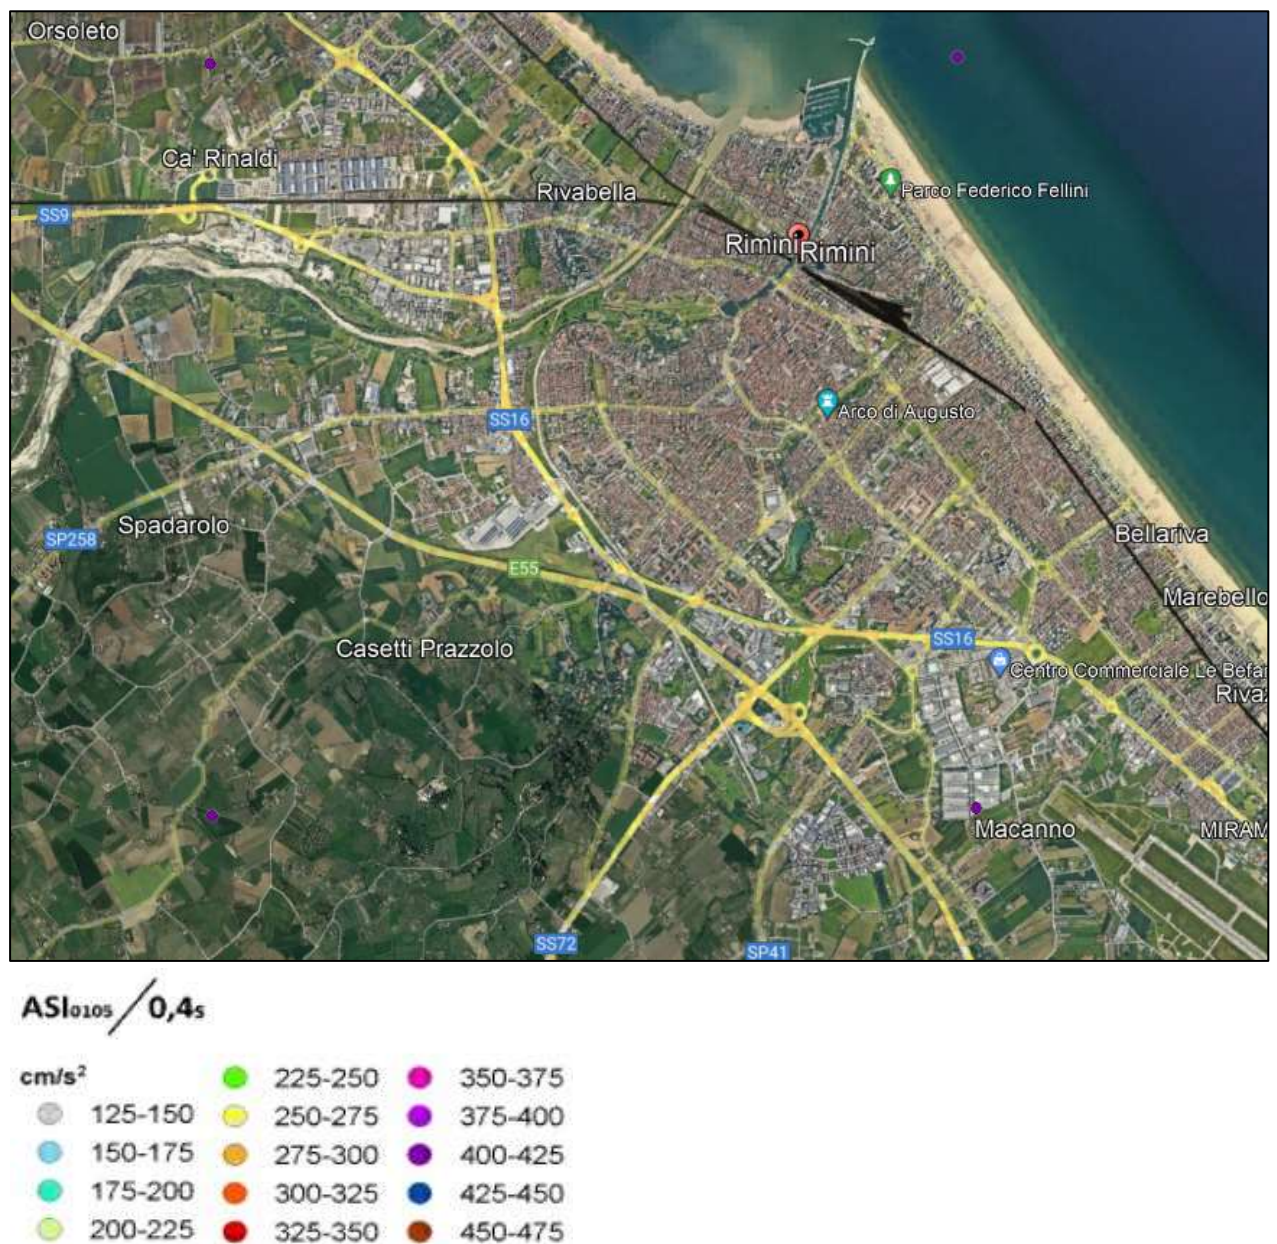 Orsoleto
Ca' Rinaldi
Rivabella
Parco Federico Fellini
SS9
Rimini
Rimini
SS16
Arco di Augusto
Spadarolo
SP258
Bellariva
E55
Marebello
Casetti Prazzolo
SS16
Centro Commerciale Le Befa
Rivaz
Macanno
MIRAM
SS72
SP41
ASI0105/0,4s
cm/s²
125-150
150-175
175-200
200-225
225-250
250-275
275-300
300-325
325-350
350-375
375-400
400-425
425-450
450-475